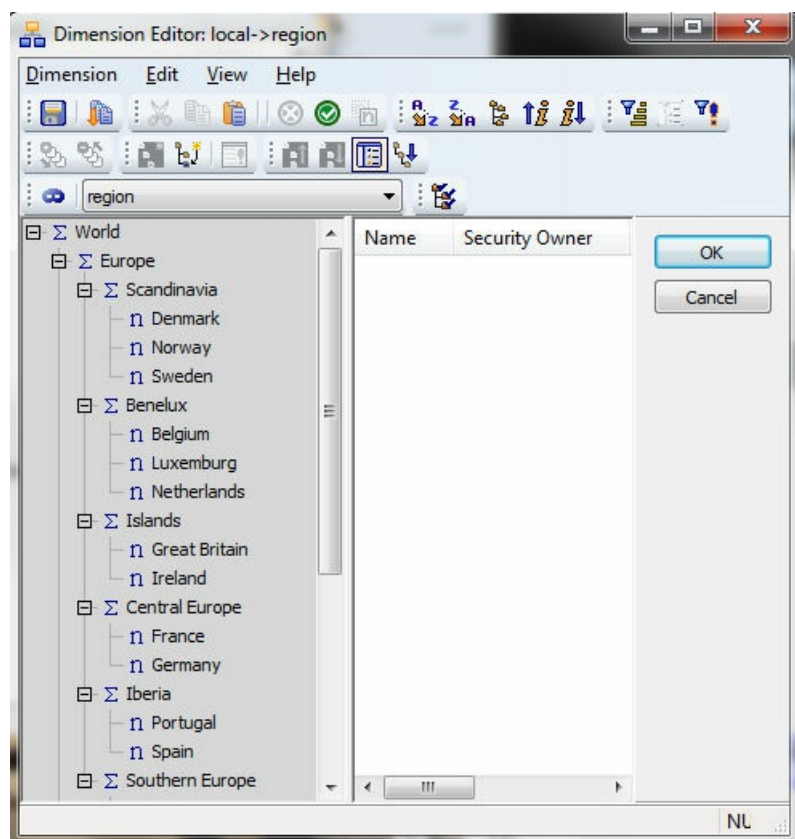 Dimension Editor: local->region
Dimension Edit View Help
region
Name Security Owner
Σ World
Σ Europe
Σ Scandinavia
n Denmark
n Norway
n Sweden
Σ Benelux
n Belgium
n Luxemburg
n Netherlands
Σ Islands
n Great Britain
n Ireland
Σ Central Europe
n France
n Germany
Σ Iberia
n Portugal
n Spain
Σ Southern Europe
OK
Cancel
NU